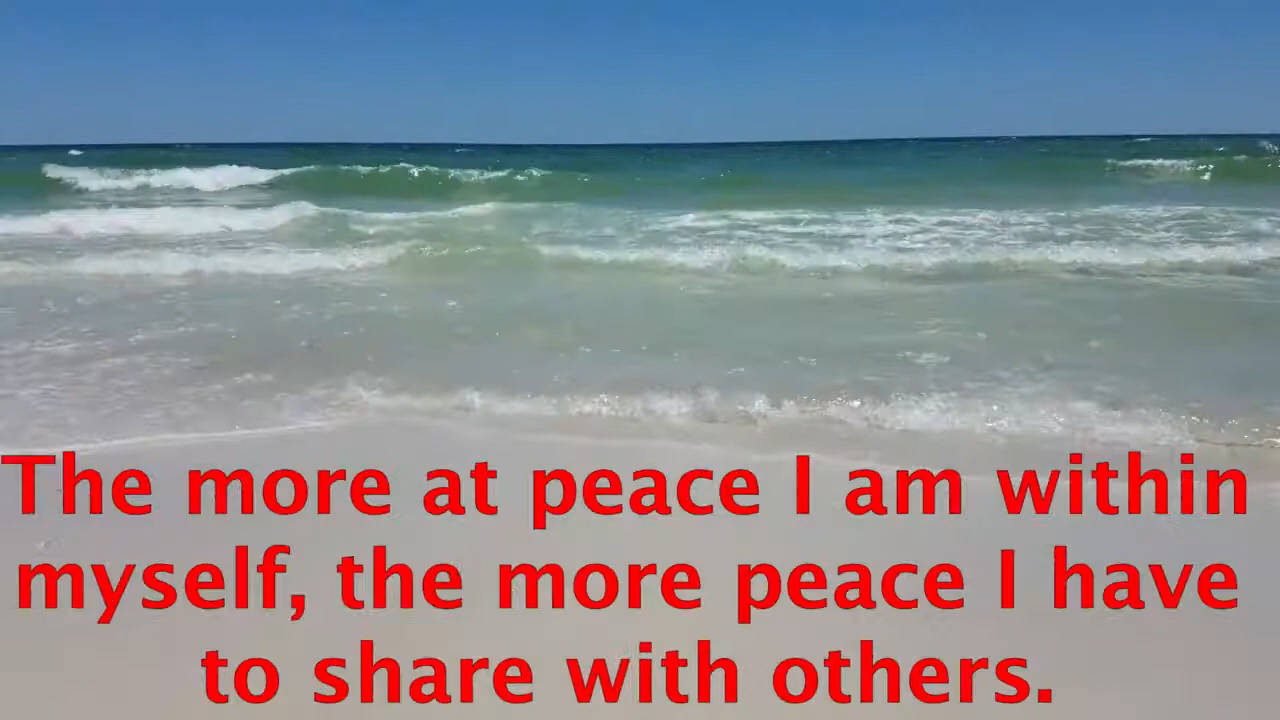 The more at peace I am within
myself, the more peace I have
to share with others.